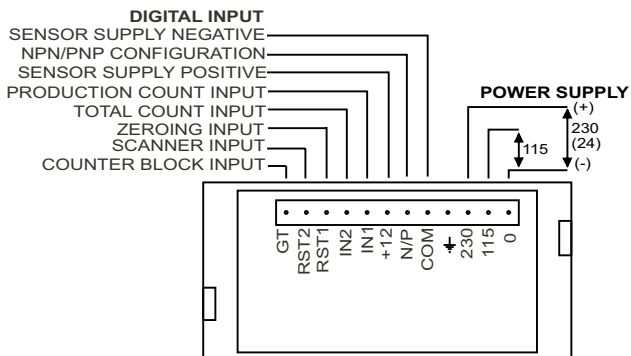 DIGITAL INPUT
SENSOR SUPPLY NEGATIVE
NPN/PNP CONFIGURATION
SENSOR SUPPLY POSITIVE
PRODUCTION COUNT INPUT
TOTAL COUNT INPUT
ZEROING INPUT
SCANNER INPUT
COUNTER BLOCK INPUT
POWER SUPPLY
(+)
230
(24)
115
(-)
GT
RST2
RST1
IN2
IN1
+12
N/P
COM
230
115
0